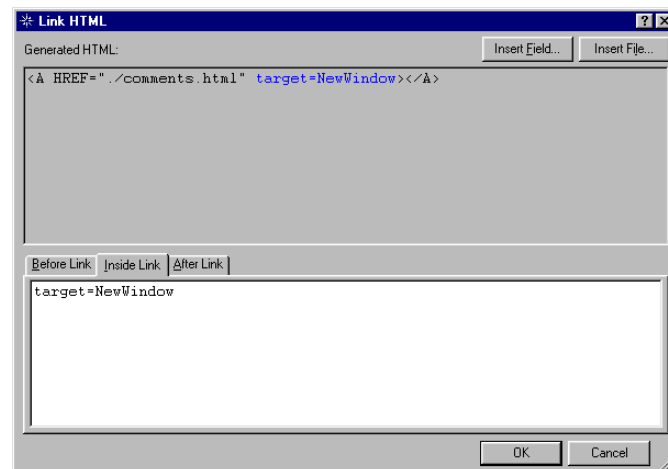 Link HTML
Generated HTML:
Insert Field...
Insert File...
<A HREF="./comments.html" target=NewWindow></A>
Before Link
Inside Link
After Link
target=NewWindow
OK
Cancel